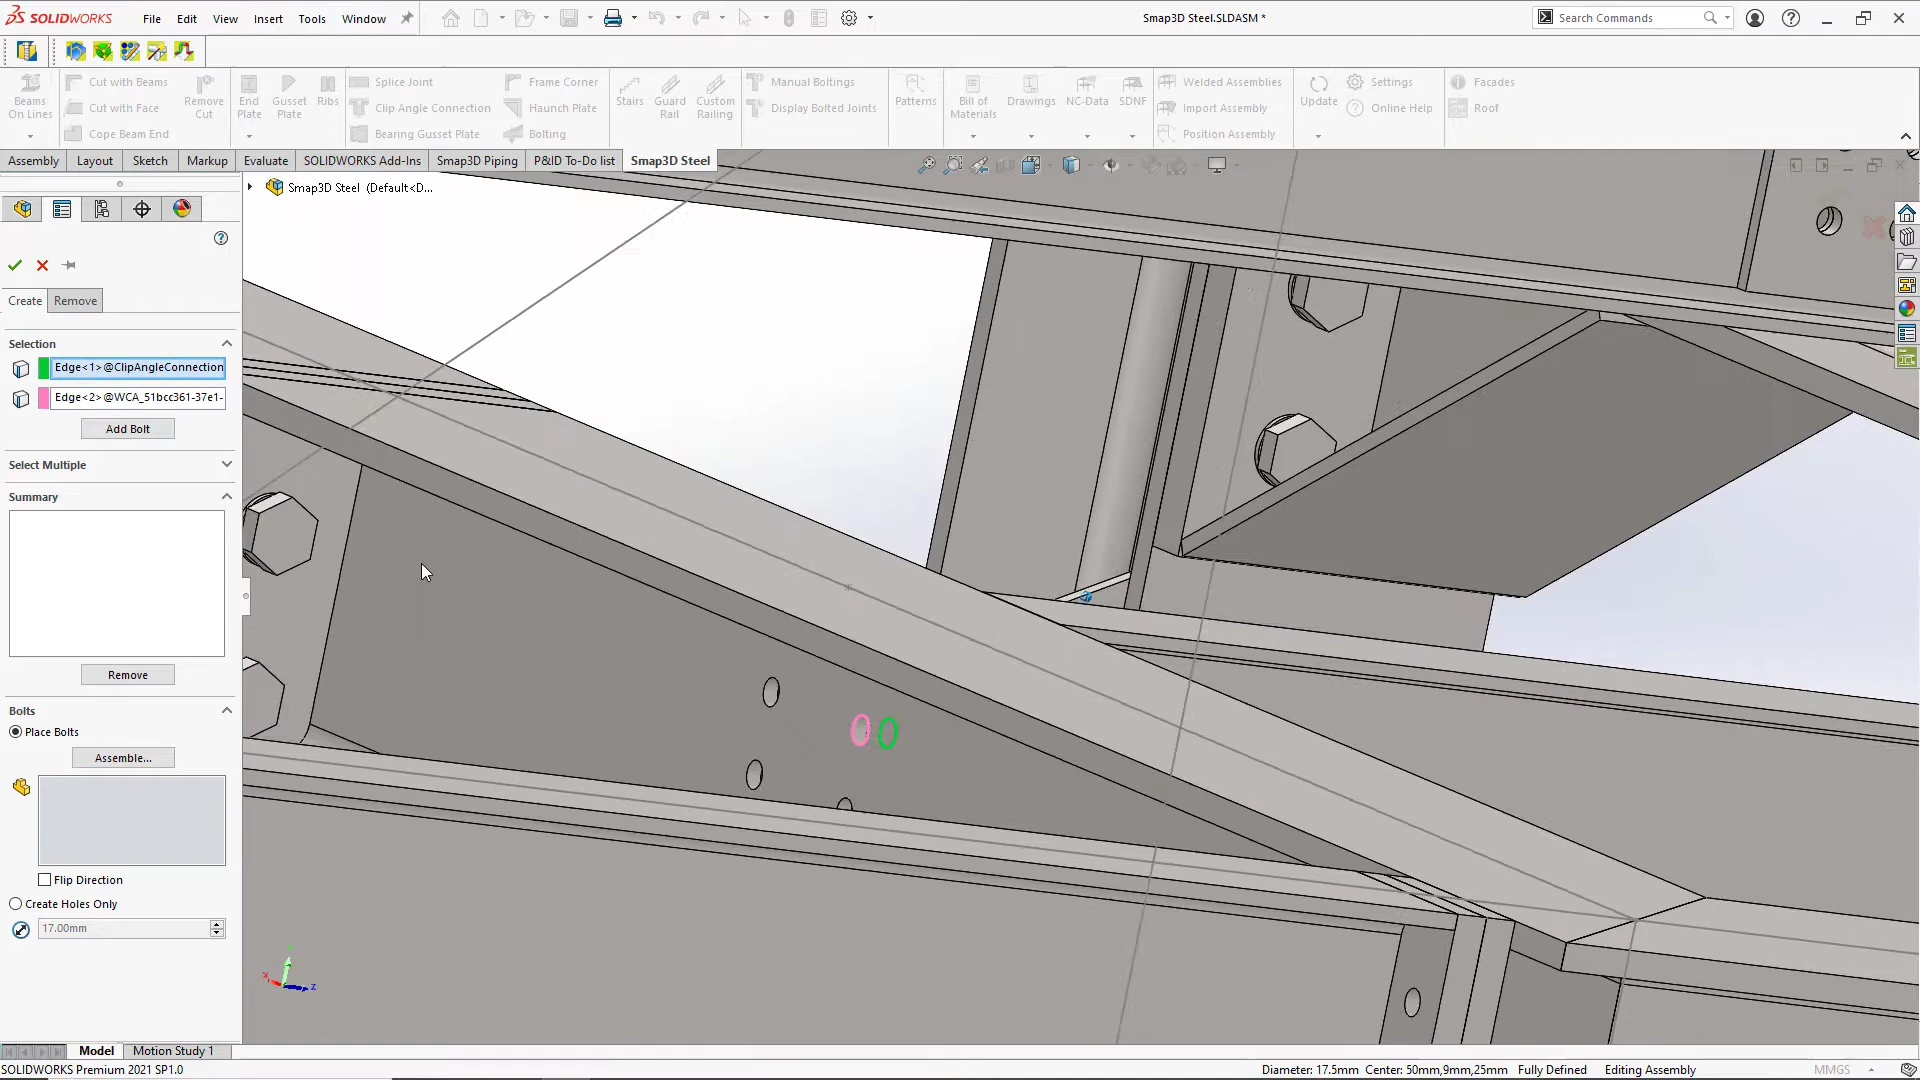 SOLIDWORKS File Edit View Insert Tools Window Smap3D Steel.SLDASM * Search Commands
Beams On Lines
Cut with Beams
Cut with Face
Cope Beam End
Remove Cut
End Plate
Gusset Plate
Ribs
Splice Joint
Clip Angle Connection
Bearing Gusset Plate
Frame Corner
Haunch Plate
Bolting
Stairs
Guard Rail
Custom Railing
Manual Boltings
Display Bolted Joints
Patterns
Bill of Materials
Drawings
NC-Data
SDNF
Welded Assemblies
Import Assembly
Position Assembly
Update
Settings
Online Help
Facades
Roof
Assembly Layout Sketch Markup Evaluate SOLIDWORKS Add-Ins Smap3D Piping P&ID To-Do list Smap3D Steel
Smap3D Steel (Default<D...
Create Remove
Selection
Edge<1>@ClipAngleConnection
Edge<2>@WCA_51bcc361-37e1-
Add Bolt
Select Multiple
Summary
Remove
Bolts
Place Bolts
Assemble...
Flip Direction
Create Holes Only
17.00mm
x z
Model Motion Study 1
SOLIDWORKS Premium 2021 SP1.0 Diameter: 17.5mm Center: 50mm,9mm,25mm Fully Defined Editing Assembly MMGS